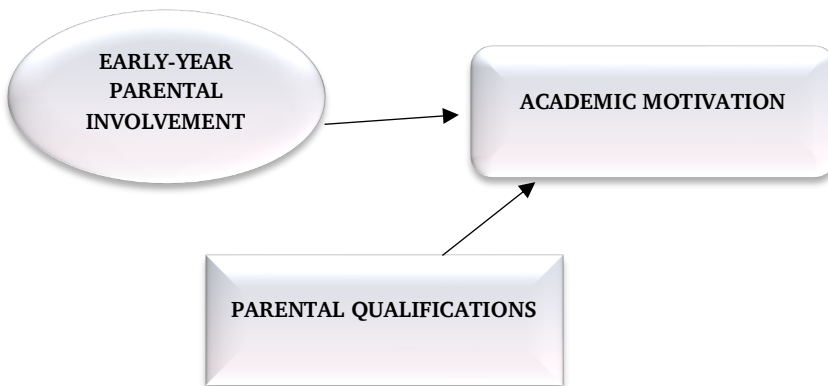 EARLY-YEAR
PARENTAL
INVOLVEMENT
ACADEMIC MOTIVATION
PARENTAL QUALIFICATIONS